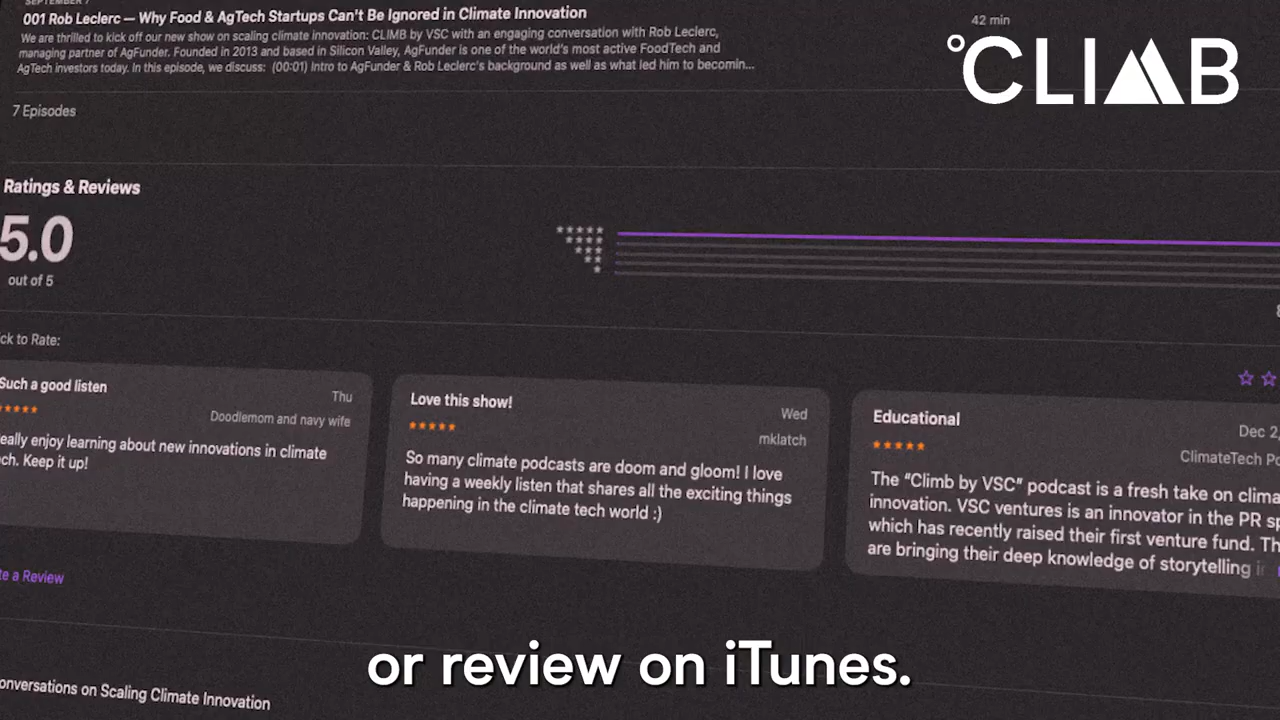 SEPTEMBER 7
001 Rob Leclerc — Why Food & AgTech Startups Can't Be Ignored in Climate Innovation
We are thrilled to kick off our new show on scaling climate innovation: CLIMB by VSC with an engaging conversation with Rob Leclerc,
managing partner of AgFunder. Founded in 2013 and based in Silicon Valley, AgFunder is one of the world's most active FoodTech and
AgTech investors today. In this episode, we discuss: (00:01) Intro to AgFunder & Rob Leclerc's background as well as what led him to becomin...
42 min
°CLIMB
7 Episodes
Ratings & Reviews
5.0
out of 5
ck to Rate:
Such a good listen
Thu
Doodlemom and navy wife
eally enjoy learning about new innovations in climate
ch. Keep it up!
Love this show!
Wed
mklatch
So many climate podcasts are doom and gloom! I love
having a weekly listen that shares all the exciting things
happening in the climate tech world :)
Educational
Dec 2,
ClimateTech Po
The “Climb by VSC” podcast is a fresh take on clima
innovation. VSC ventures is an innovator in the PR sp
which has recently raised their first venture fund. Th
are bringing their deep knowledge of storytelling i
te a Review
or review on iTunes.
onversations on Scaling Climate Innovation